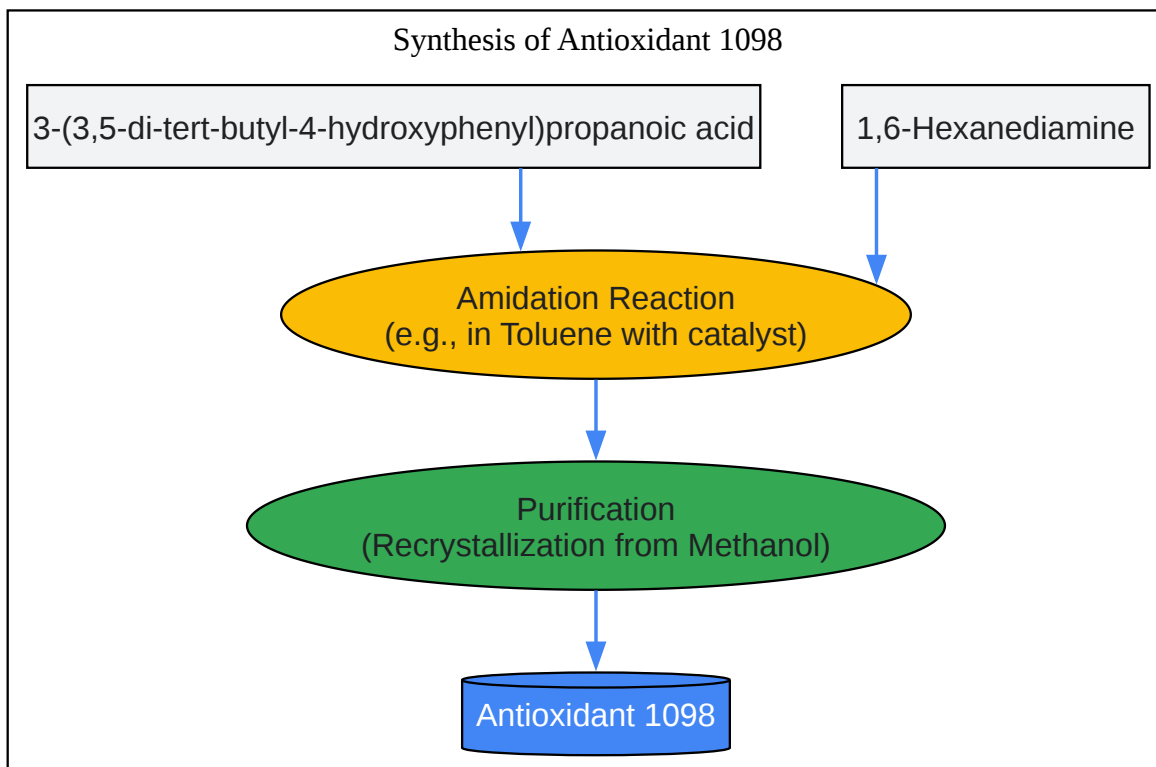 Synthesis of Antioxidant 1098
3-(3,5-di-tert-butyl-4-hydroxyphenyl)propanoic acid
1,6-Hexanediamine
Amidation Reaction
(e.g., in Toluene with catalyst)
Purification
(Recrystallization from Methanol)
Antioxidant 1098